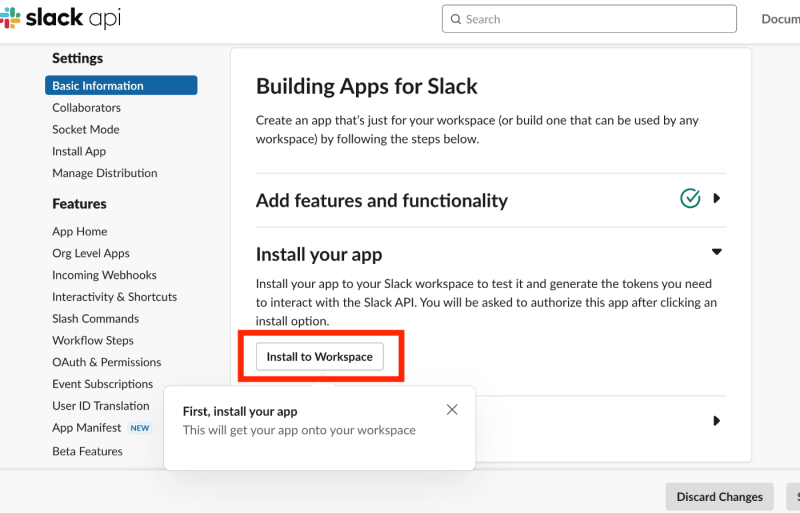 slack api
Search
Docum
Settings
Basic Information
Collaborators
Socket Mode
Install App
Manage Distribution
Features
App Home
Org Level Apps
Incoming Webhooks
Interactivity & Shortcuts
Slash Commands
Workflow Steps
OAuth & Permissions
Event Subscriptions
User ID Translation
App Manifest NEW
Beta Features
Building Apps for Slack
Create an app that's just for your workspace (or build one that can be used by any
workspace) by following the steps below.
Add features and functionality
Install your app
Install your app to your Slack workspace to test it and generate the tokens you need
to interact with the Slack API. You will be asked to authorize this app after clicking an
install option.
Install to Workspace
First, install your app
This will get your app onto your workspace
Discard Changes